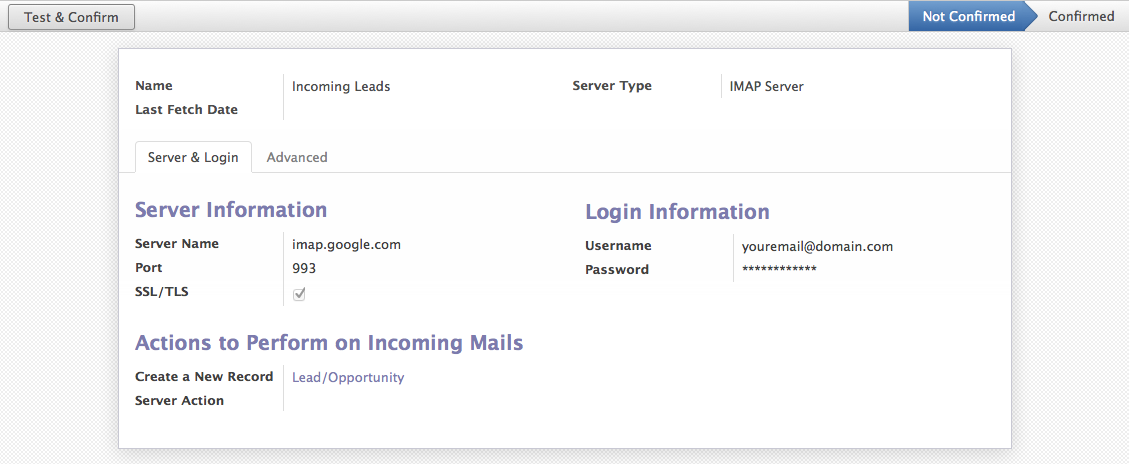 Test & Confirm
Not Confirmed
Confirmed
Name Incoming Leads
Server Type IMAP Server
Last Fetch Date
Server & Login
Advanced
Server Information
Login Information
Server Name imap.google.com
Username youremail@domain.com
Port 993
Password ************
SSL/TLS
Actions to Perform on Incoming Mails
Create a New Record Lead/Opportunity
Server Action